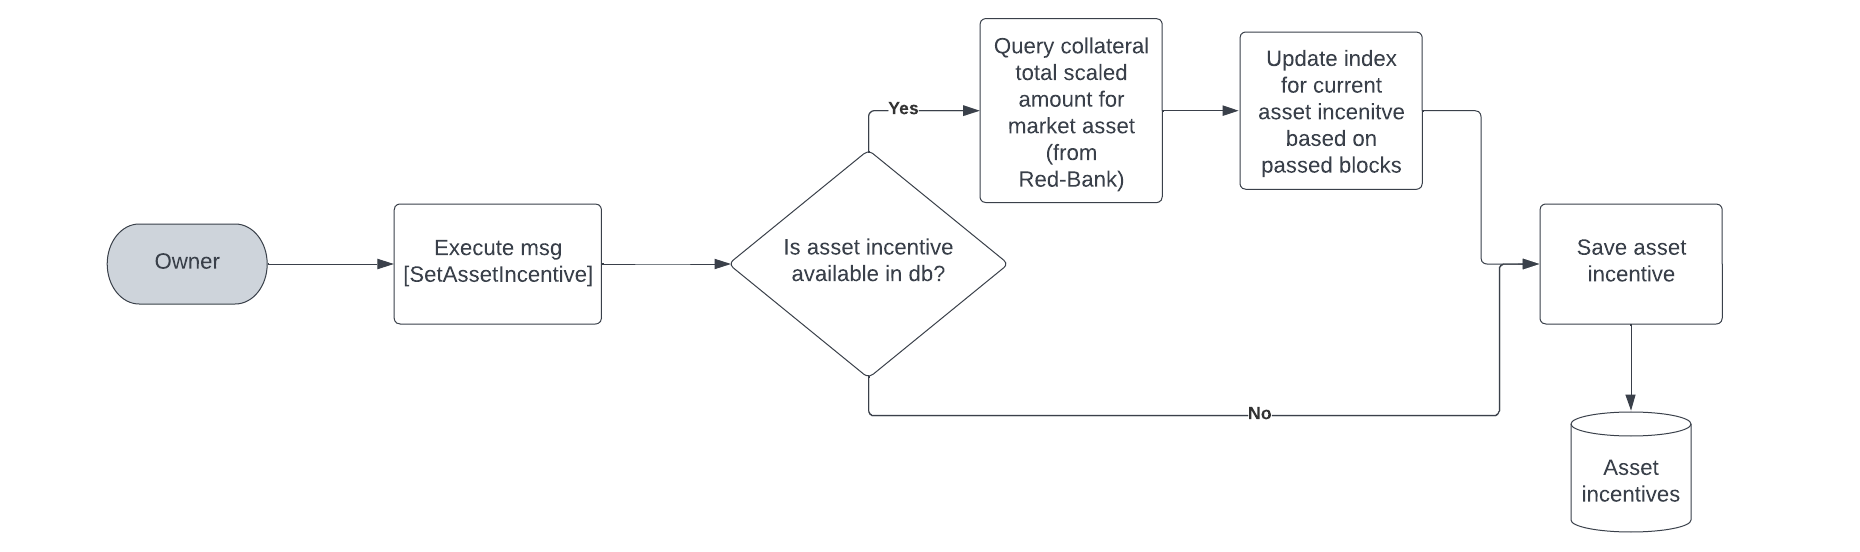 Owner
Execute msg
[SetAssetIncentive]
Is asset incentive
available in db?
Yes
Query collateral
total scaled
amount for
market asset
(from
Red-Bank)
Update index
for current
asset incenitve
based on
passed blocks
No
Save asset
incentive
Asset
incentives